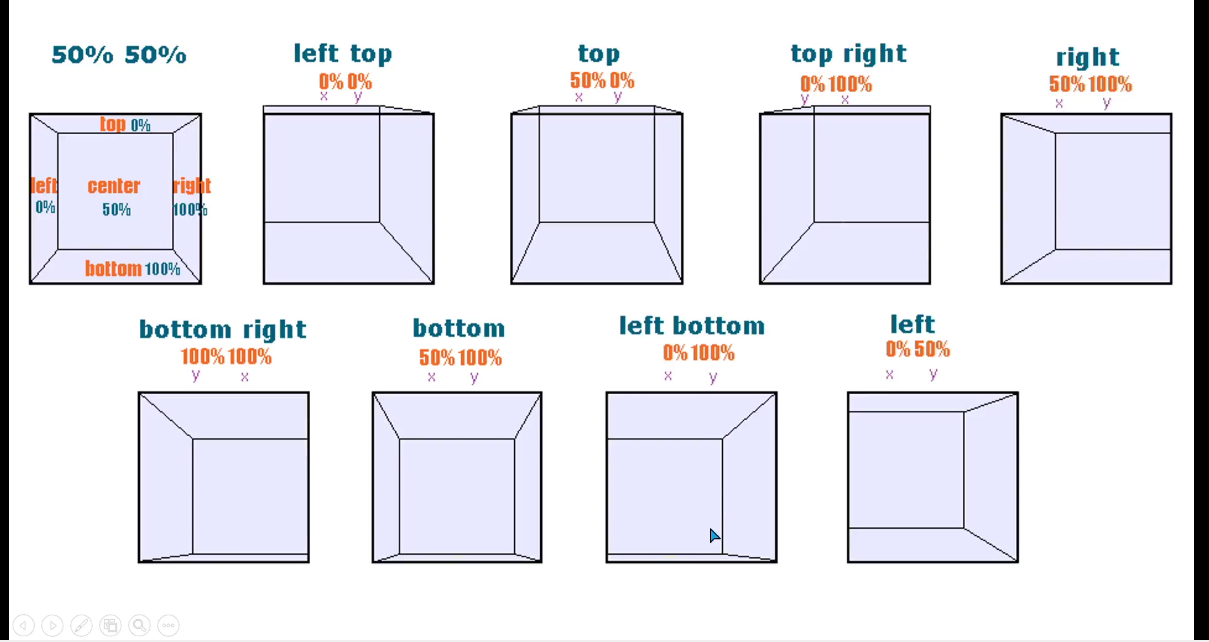 50% 50%
left top
0% 0%
x y
top
50% 0%
x y
top right
0% 100%
y x
right
50% 100%
x y
top 0%
left
0%
center
50%
right
100%
bottom 100%
bottom right
100% 100%
y x
bottom
50% 100%
x y
left bottom
0% 100%
x y
left
0% 50%
x y